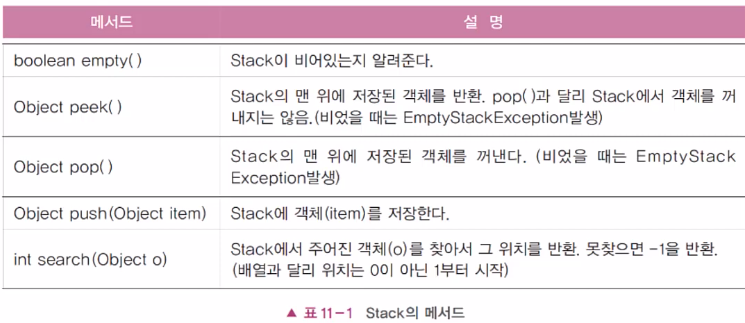 메서드 설 명
boolean empty( ) Stack이 비어있는지 알려준다.
Object peek( ) Stack의 맨 위에 저장된 객체를 반환. pop( )과 달리 Stack에서 객체를 꺼
내지는 않음.(비었을 때는 EmptyStackException발생)
Object pop( ) Stack의 맨 위에 저장된 객체를 꺼낸다. (비었을 때는 EmptyStack
Exception발생)
Object push(Object item) Stack에 객체(item)를 저장한다.
int search(Object o) Stack에서 주어진 객체(o)를 찾아서 그 위치를 반환. 못찾으면 -1을 반환.
(배열과 달리 위치는 0이 아닌 1부터 시작)
▲ 표 11-1 Stack의 메서드